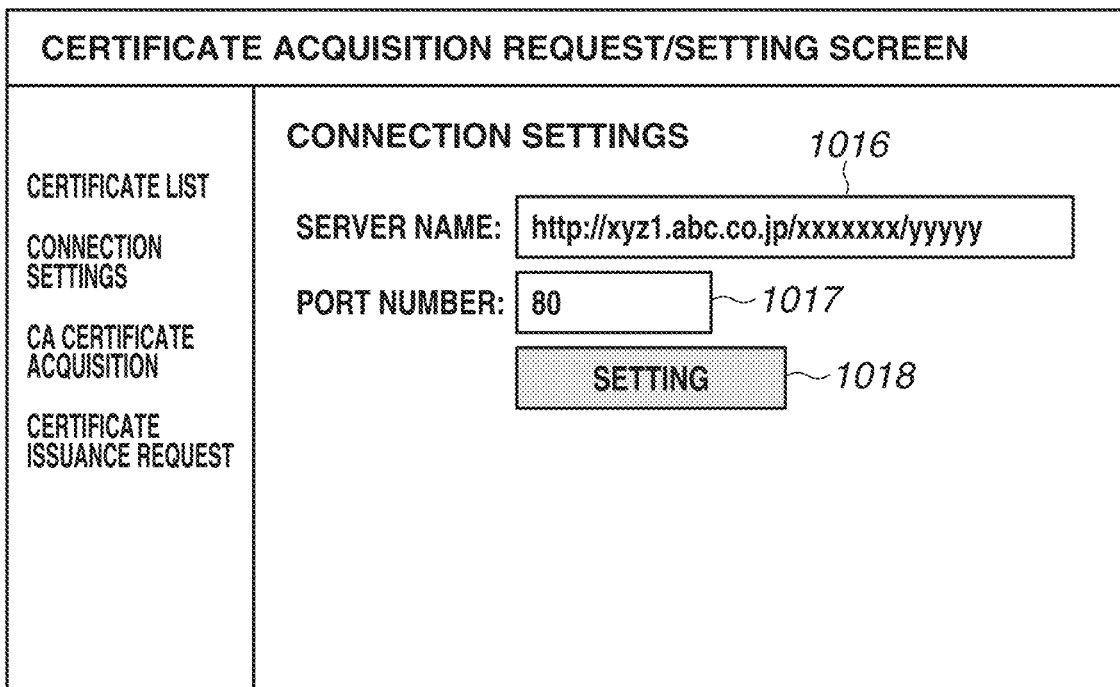 CERTIFICATE ACQUISITION REQUEST/SETTING SCREEN
CERTIFICATE LIST
CONNECTION
SETTINGS
CA CERTIFICATE
ACQUISITION
CERTIFICATE
ISSUANCE REQUEST
CONNECTION SETTINGS
1016
SERVER NAME: http://xyz1.abc.co.jp/xxxxxxx/yyyyy
PORT NUMBER: 80 1017
SETTING 1018